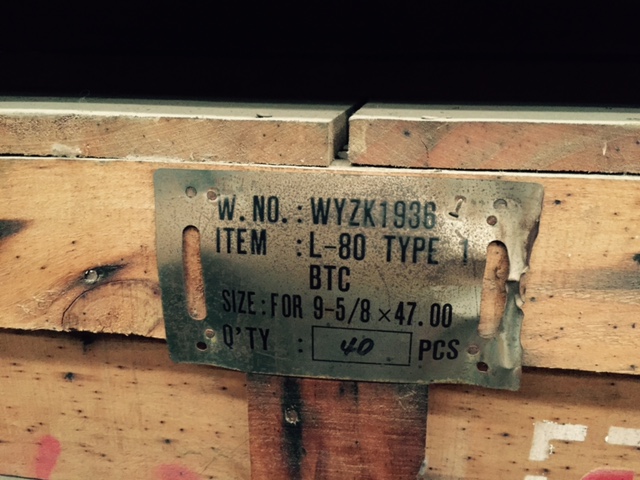 W. NO. : WYZK1936
ITEM : L-80 TYPE 1
BTC
SIZE : FOR 9-5/8 × 47.00
Q'TY : 40 PCS